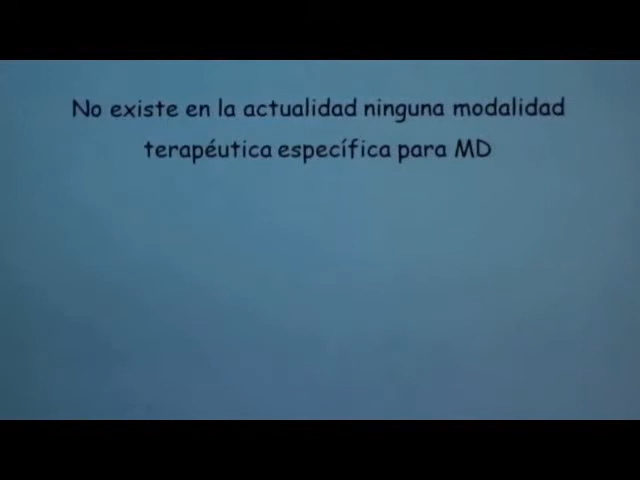 No existe en la actualidad ninguna modalidad
terapéutica específica para MD